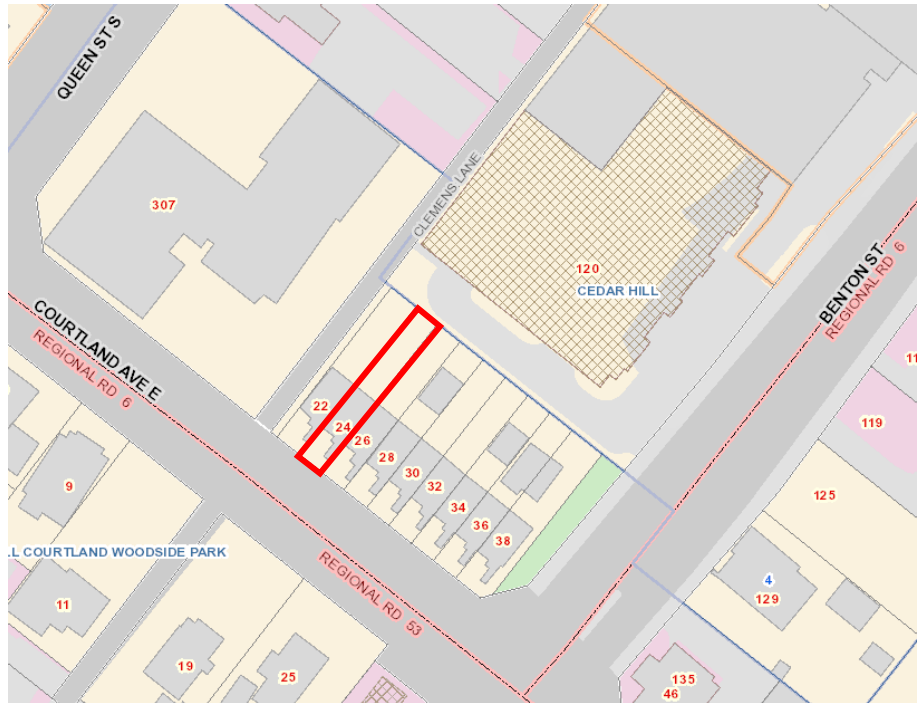 QUEEN ST S
CLEMENS LANE
307
120
CEDAR HILL
BENTON ST
REGIONAL RD 6
COURTLAND AVE E
REGIONAL RD 6
22
24
26
28
30
32
34
36
38
119
125
9
LL COURTLAND WOODSIDE PARK
11
REGIONAL RD 53
4
129
19
25
135
46